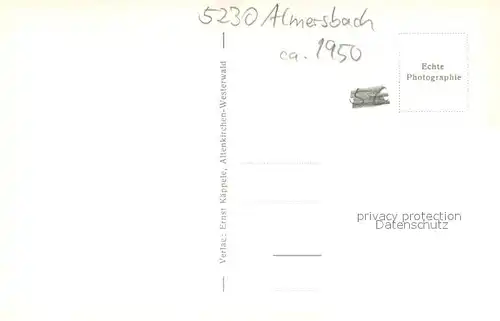 5230 Almersbach
ca. 1950
Echte
Photographie
Verlag: Ernst Käppele, Altenkirchen-Westerwald
privacy protection
Datenschutz